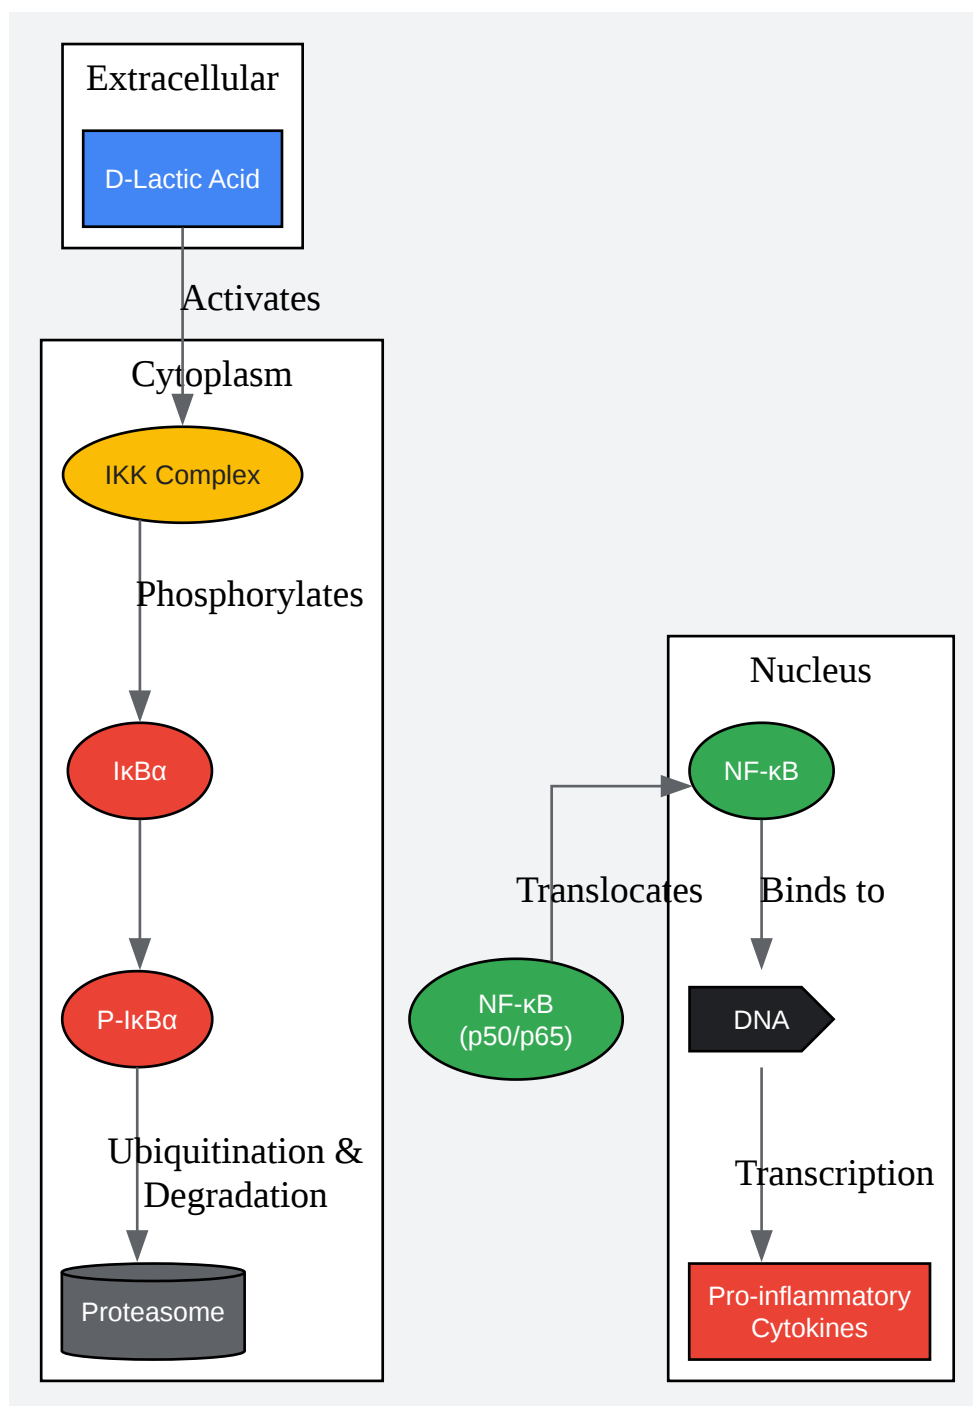 Extracellular
D-Lactic Acid
Activates
Cytoplasm
IKK Complex
Phosphorylates
IκBα
P-IκBα
Ubiquitination &
Degradation
Proteasome
NF-κB
(p50/p65)
Translocates
Nucleus
NF-κB
Binds to
DNA
Transcription
Pro-inflammatory
Cytokines